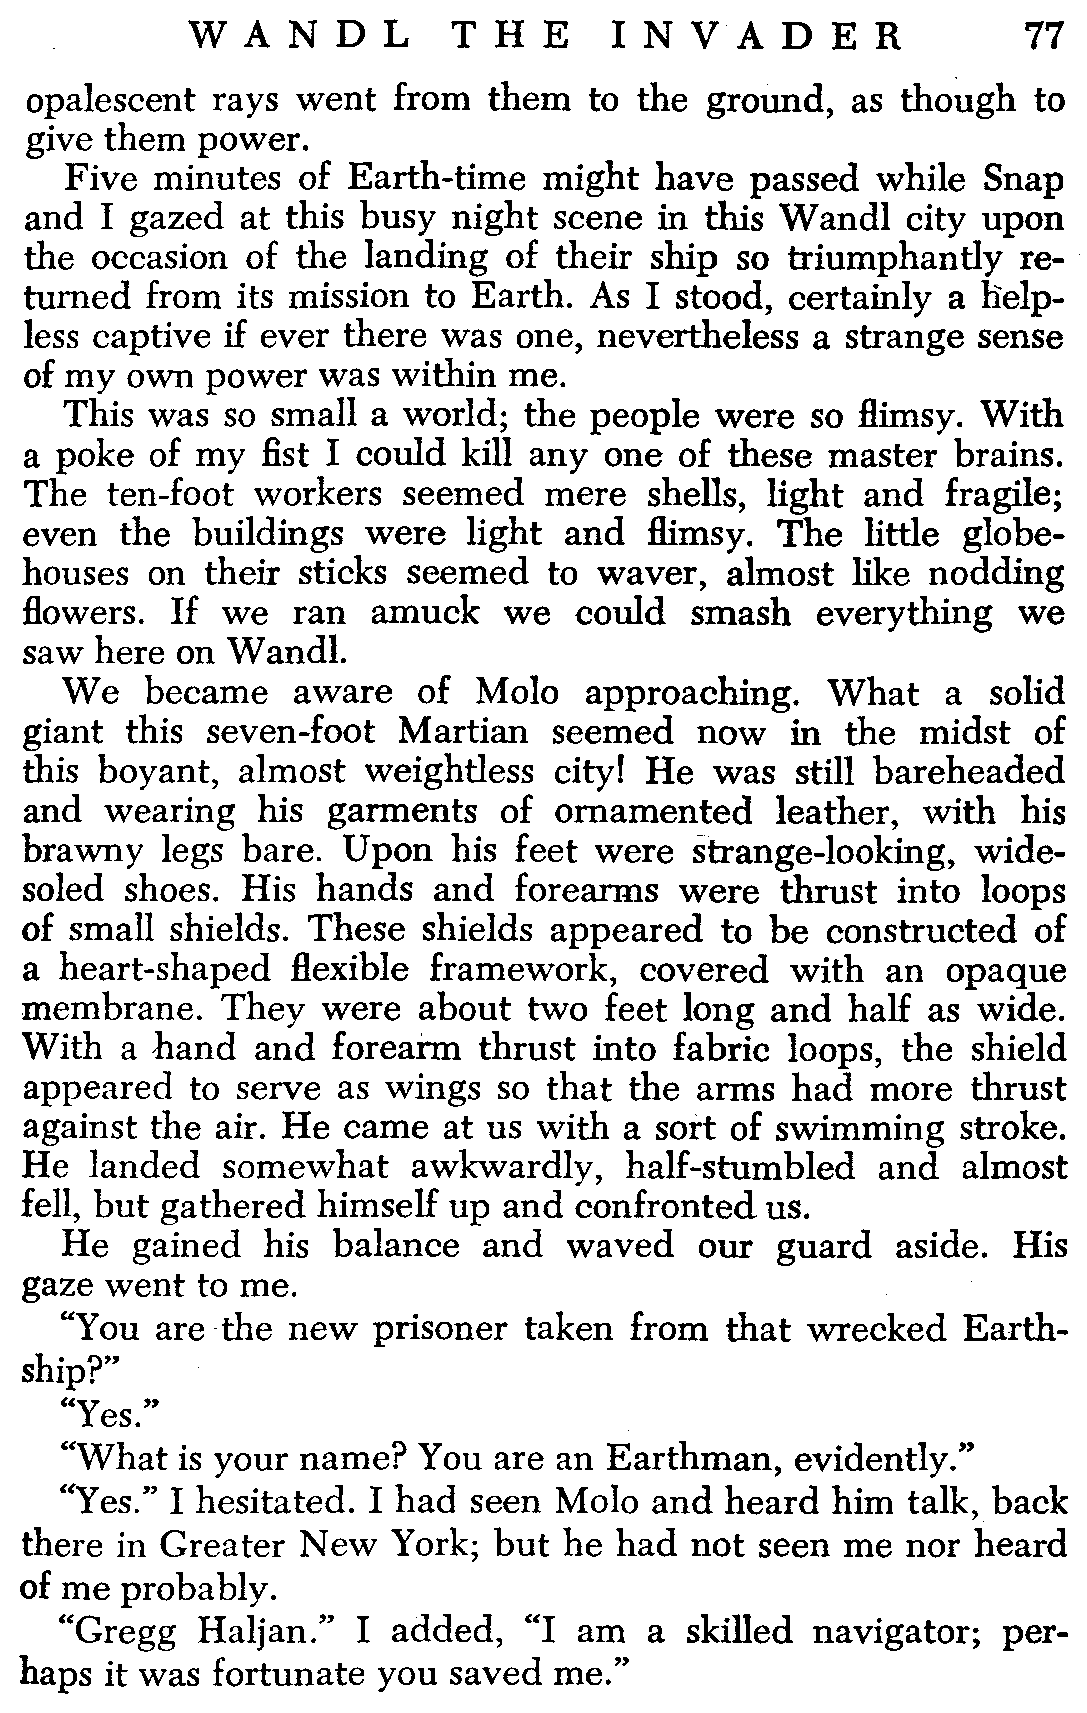 WANDL THE INVADER 77
opalescent rays went from them to the ground, as though to
give them power.
Five minutes of Earth-time might have passed while Snap
and I gazed at this busy night scene in this Wandl city upon
the occasion of the landing of their ship so triumphantly re-
turned from its mission to Earth. As I stood, certainly a help-
less captive if ever there was one, nevertheless a strange sense
of my own power was within me.
This was so small a world; the people were so flimsy. With
a poke of my fist I could kill any one of these master brains.
The ten-foot workers seemed mere shells, light and fragile;
even the buildings were light and flimsy. The little globe-
houses on their sticks seemed to waver, almost like nodding
flowers. If we ran amuck we could smash everything we
saw here on Wandl.
We became aware of Molo approaching. What a solid
giant this seven-foot Martian seemed now in the midst of
this boyant, almost weightless city! He was still bareheaded
and wearing his garments of ornamented leather, with his
brawny legs bare. Upon his feet were strange-looking, wide-
soled shoes. His hands and forearms were thrust into loops
of small shields. These shields appeared to be constructed of
a heart-shaped flexible framework, covered with an opaque
membrane. They were about two feet long and half as wide.
With a hand and forearm thrust into fabric loops, the shield
appeared to serve as wings so that the arms had more thrust
against the air. He came at us with a sort of swimming stroke.
He landed somewhat awkwardly, half-stumbled and almost
fell, but gathered himself up and confronted us.
He gained his balance and waved our guard aside. His
gaze went to me.
“You are the new prisoner taken from that wrecked Earth-
ship?”
“Yes.”
“What is your name? You are an Earthman, evidently.”
“Yes.” I hesitated. I had seen Molo and heard him talk, back
there in Greater New York; but he had not seen me nor heard
of me probably.
“Gregg Haljan.” I added, “I am a skilled navigator; per-
haps it was fortunate you saved me.”